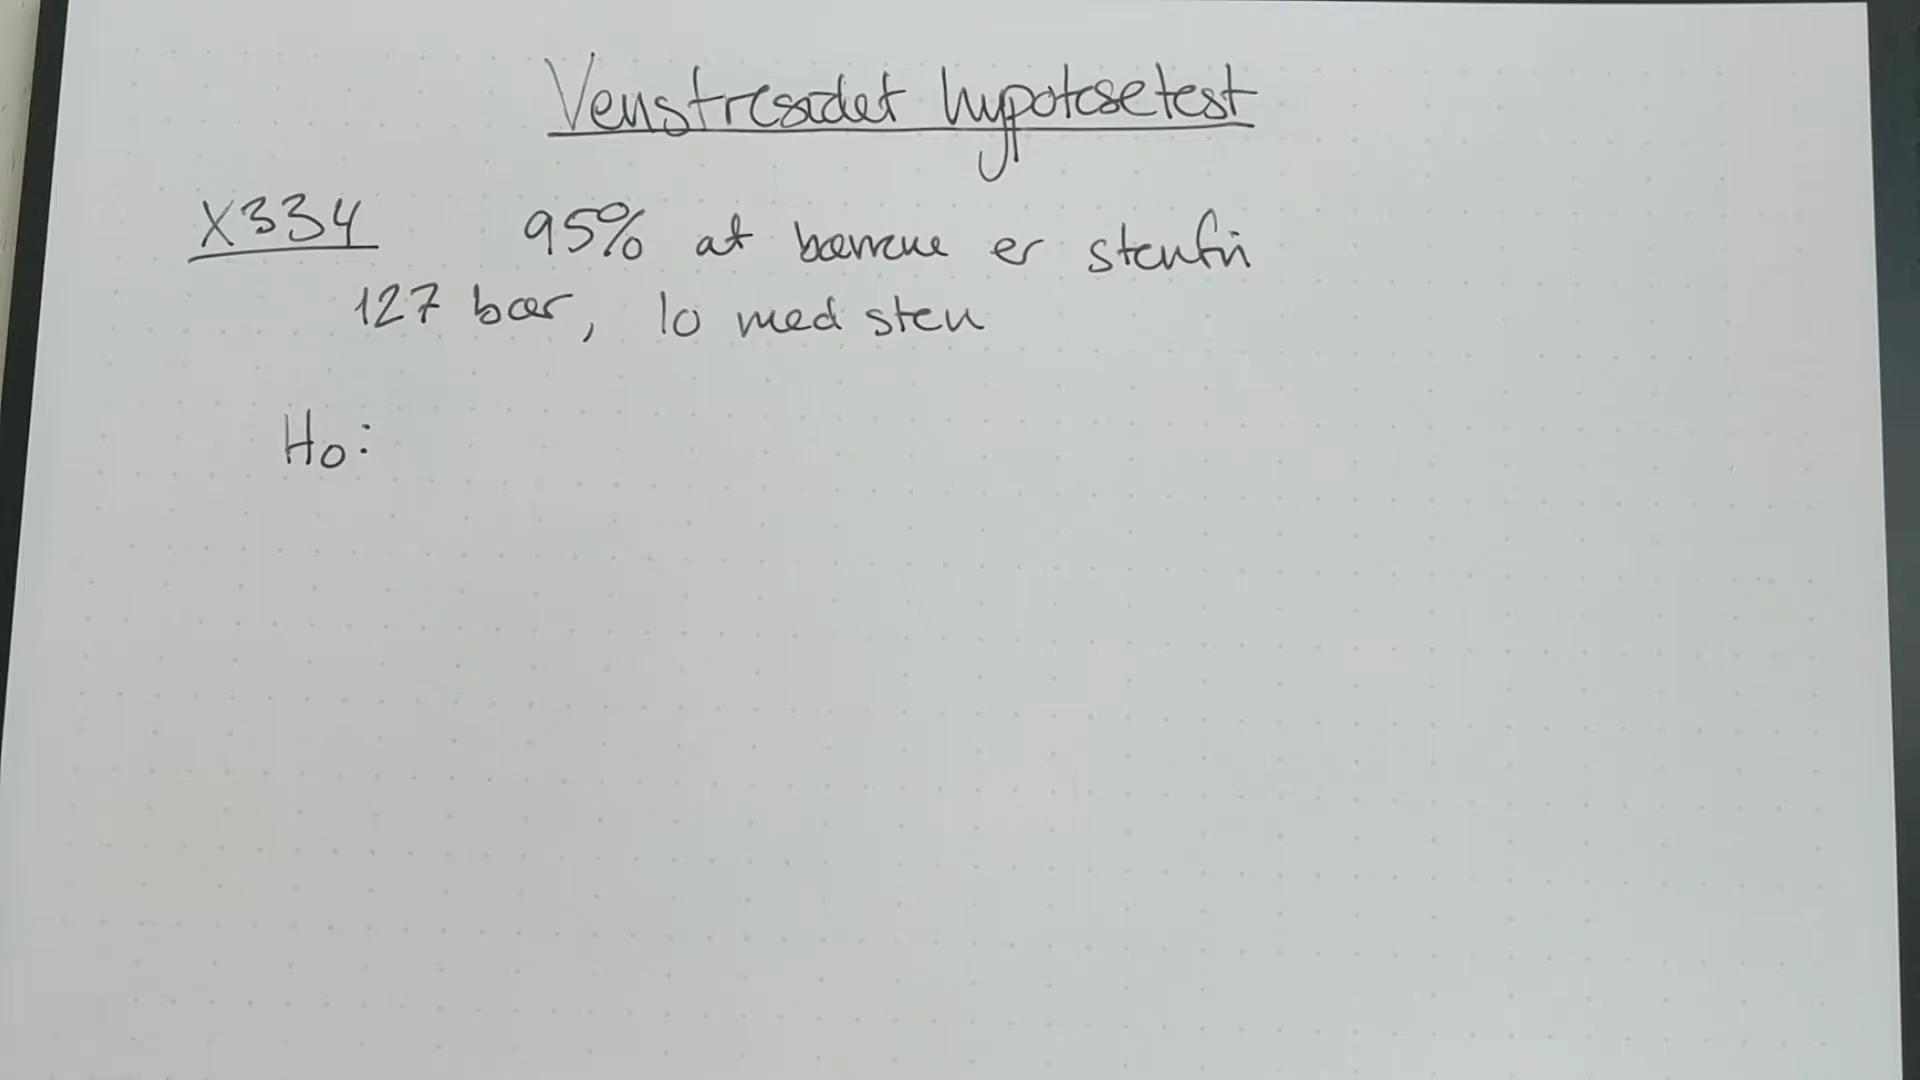 Venstresidet hypotesetest
X334 95% at bærrene er stenfri
127 bær, 10 med sten
H0: